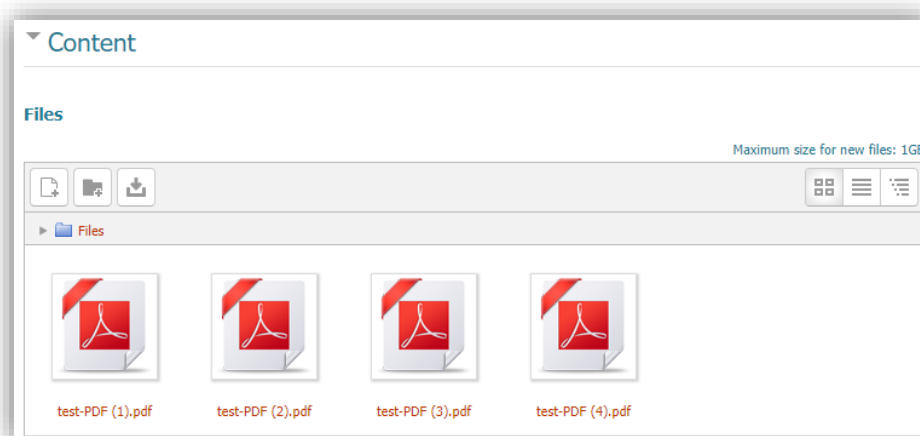 Content
Files
Maximum size for new files: 1GB
Files
test-PDF (1).pdf test-PDF (2).pdf test-PDF (3).pdf test-PDF (4).pdf